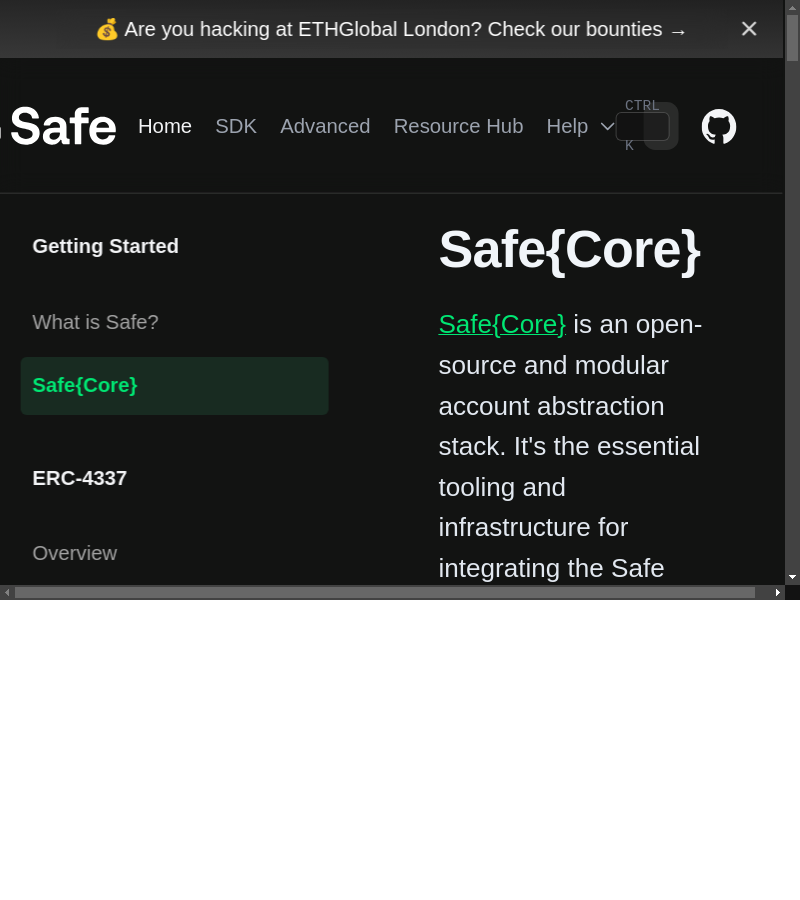 💰 Are you hacking at ETHGlobal London? Check our bounties →
Safe
Home SDK Advanced Resource Hub Help
CTRL
K
Getting Started
What is Safe?
Safe{Core}
ERC-4337
Overview
Safe{Core}
Safe{Core} is an open-
source and modular
account abstraction
stack. It's the essential
tooling and
infrastructure for
integrating the Safe